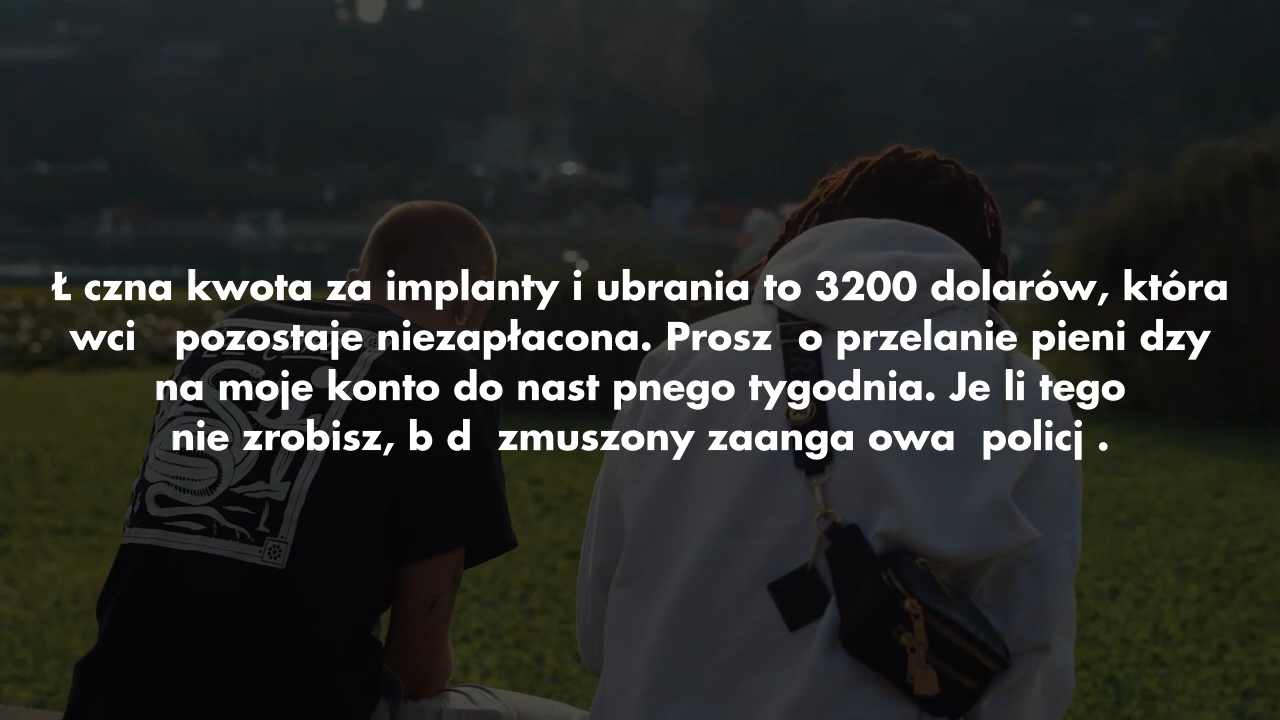 Ł czna kwota za implanty i ubrania to 3200 dolarów, która
wci   pozostaje niezapłacona. Prosz  o przelanie pieni dzy
na moje konto do nast pnego tygodnia. Je li tego
nie zrobisz, b d  zmuszony zaanga owa  policj .